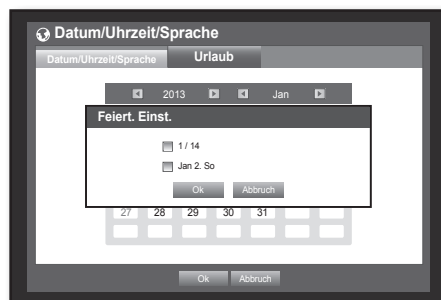 Datum/Uhrzeit/Sprache
Datum/Uhrzeit/Sprache Urlaub
2013 Jan
Feiert. Einst.
1 / 14
Jan 2. So
Ok Abbruch
27 28 29 30 31
Ok Abbruch